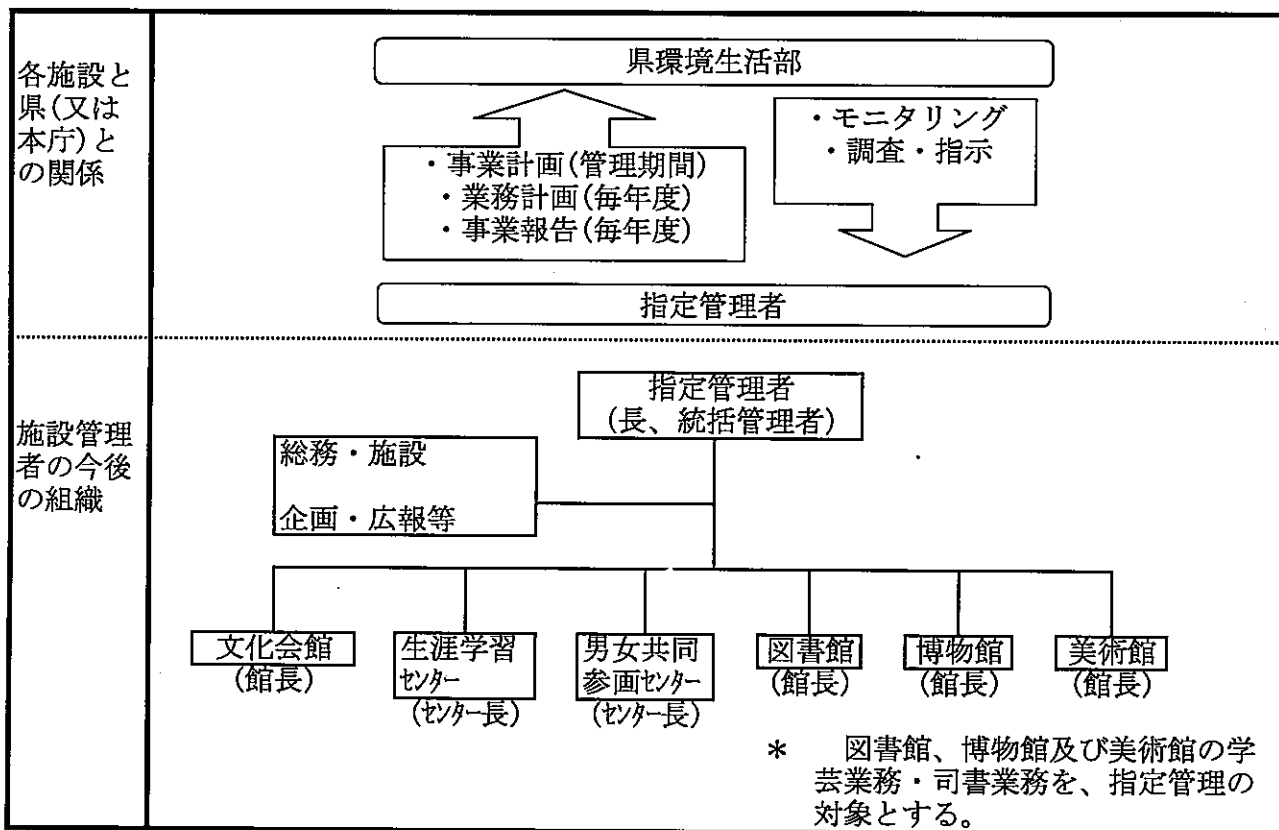 各施設と
県(又は
本庁)と
の関係
県環境生活部
・事業計画(管理期間)
・業務計画(毎年度)
・事業報告(毎年度)
・モニタリング
・調査・指示
指定管理者
施設管理
者の今後
の組織
指定管理者
(長、統括管理者)
総務・施設
企画・広報等
文化会館
(館長)
生涯学習
センター
(センター長)
男女共同
参画センター
(センター長)
図書館
(館長)
博物館
(館長)
美術館
(館長)
* 図書館、博物館及び美術館の学
芸業務・司書業務を、指定管理の
対象とする。